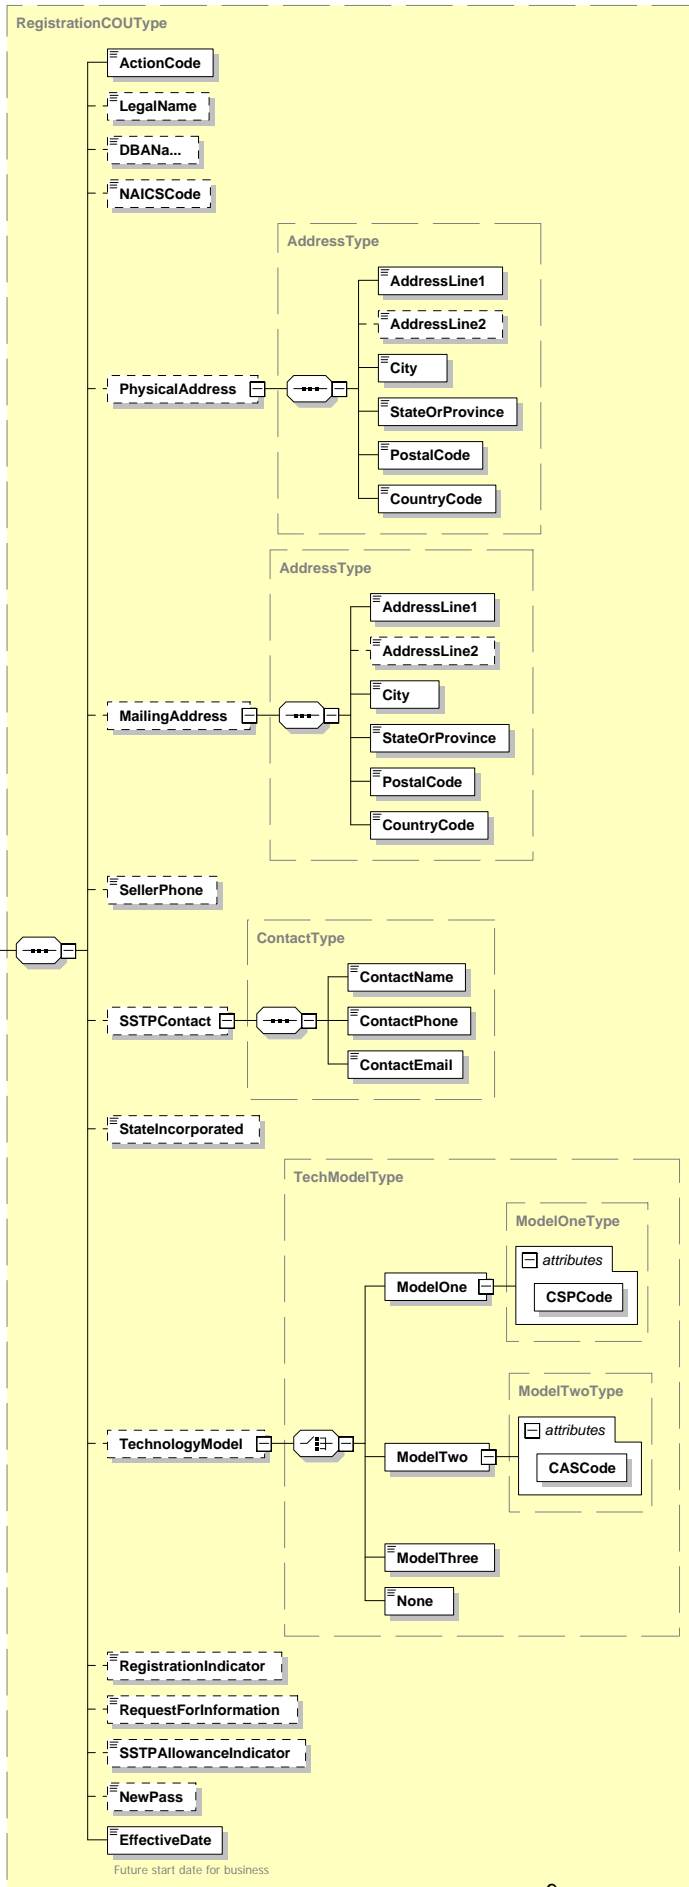 RegistrationCOUType
ActionCode
LegalName
DBANa...
NAICSCode
AddressType
AddressLine1
AddressLine2
City
PhysicalAddress
StateOrProvince
PostalCode
CountryCode
AddressType
AddressLine1
AddressLine2
City
MailingAddress
StateOrProvince
PostalCode
CountryCode
SellerPhone
ContactType
ContactName
SSTPContact
ContactPhone
ContactEmail
StateIncorporated
TechModelType
ModelOneType
attributes
ModelOne
CSPCode
ModelTwoType
attributes
TechnologyModel
ModelTwo
CASCode
ModelThree
None
RegistrationIndicator
RequestForInformation
SSTPAllowanceIndicator
NewPass
EffectiveDate
Future start date for business